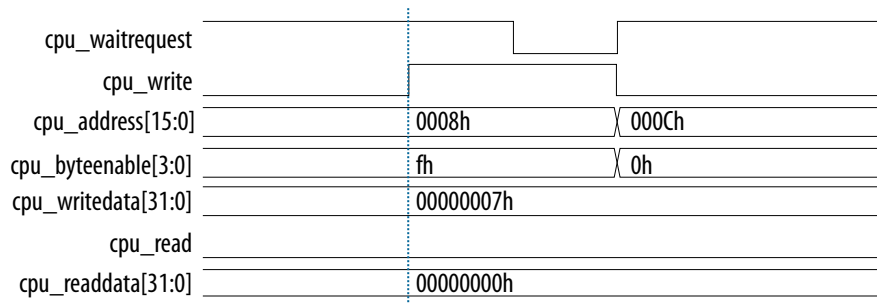 cpu_waitrequest
cpu_write
cpu_address[15:0] 0008h 000Ch
cpu_byteenable[3:0] fh 0h
cpu_writedata[31:0] 00000007h
cpu_read
cpu_readdata[31:0] 00000000h